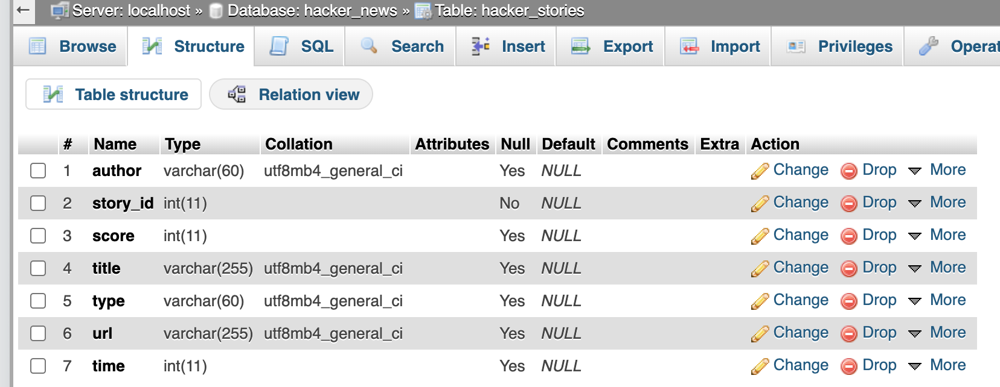 Server: localhost » Database: hacker_news » Table: hacker_stories
Browse Structure SQL Search Insert Export Import Privileges Operat
Table structure Relation view
# Name Type Collation Attributes Null Default Comments Extra Action
1 author varchar(60) utf8mb4_general_ci Yes NULL Change Drop More
2 story_id int(11) No NULL Change Drop More
3 score int(11) Yes NULL Change Drop More
4 title varchar(255) utf8mb4_general_ci Yes NULL Change Drop More
5 type varchar(60) utf8mb4_general_ci Yes NULL Change Drop More
6 url varchar(255) utf8mb4_general_ci Yes NULL Change Drop More
7 time int(11) Yes NULL Change Drop More